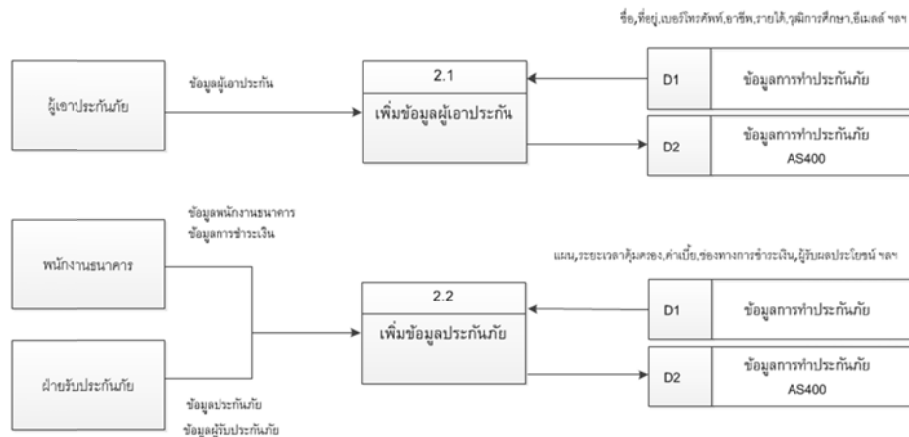 ชื่อ,ที่อยู่,เบอร์โทรศัพท์,อาชีพ,รายได้,วุฒิการศึกษา,อีเมลล์ ฯลฯ
ผู้เอาประกันภัย
ข้อมูลผู้เอาประกัน
2.1
เพิ่มข้อมูลผู้เอาประกัน
D1
ข้อมูลการทำประกันภัย
D2
ข้อมูลการทำประกันภัย
AS400
ข้อมูลพนักงานธนาคาร
ข้อมูลการชำระเงิน
พนักงานธนาคาร
แผน,ระยะเวลาคุ้มครอง,ค่าเบี้ย,ช่องทางการชำระเงิน,ผู้รับผลประโยชน์ ฯลฯ
2.2
เพิ่มข้อมูลประกันภัย
D1
ข้อมูลการทำประกันภัย
D2
ข้อมูลการทำประกันภัย
AS400
ฝ่ายรับประกันภัย
ข้อมูลประกันภัย
ข้อมูลผู้รับประกันภัย